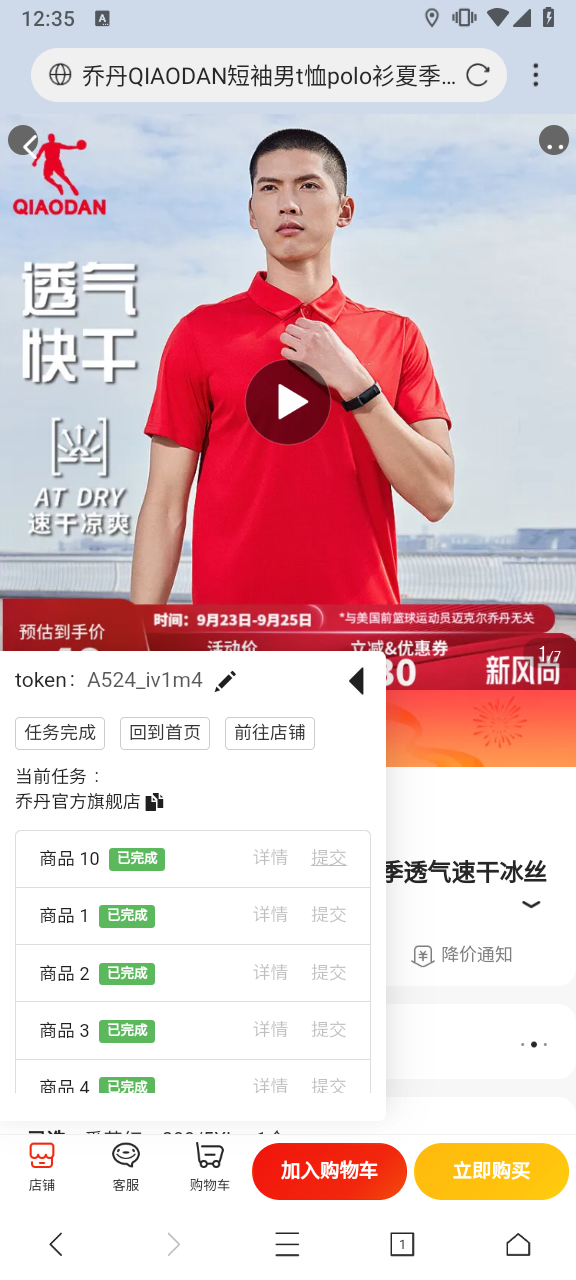 12:35
乔丹QIAODAN短袖男t恤polo衫夏季…
QIAODAN
透气
快干
AT DRY
速干凉爽
时间：9月23日-9月25日
*与美国前篮球运动员迈克尔乔丹无关
预估到手价
活动价
立减&优惠券
30
1/7
新风尚
token： A524_iv1m4
任务完成
回到首页
前往店铺
当前任务：
乔丹官方旗舰店
商品 10 已完成 详情 提交
商品 1 已完成 详情 提交
商品 2 已完成 详情 提交
商品 3 已完成 详情 提交
商品 4 已完成 详情 提交
季透气速干冰丝
降价通知
店铺
客服
购物车
加入购物车
立即购买
1